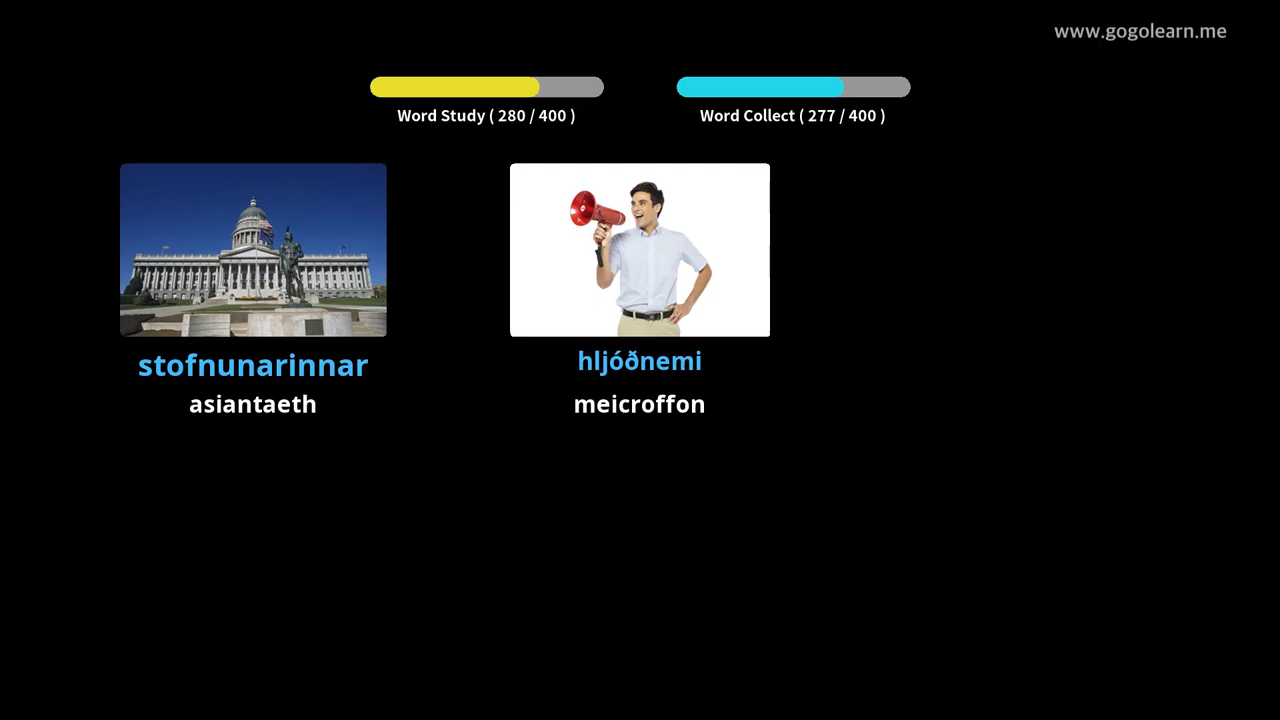 www.gogolearn.me
Word Study ( 280 / 400 )
Word Collect ( 277 / 400 )
stofnunarinnar
hljóðnemi
asiantaeth
meicroffon